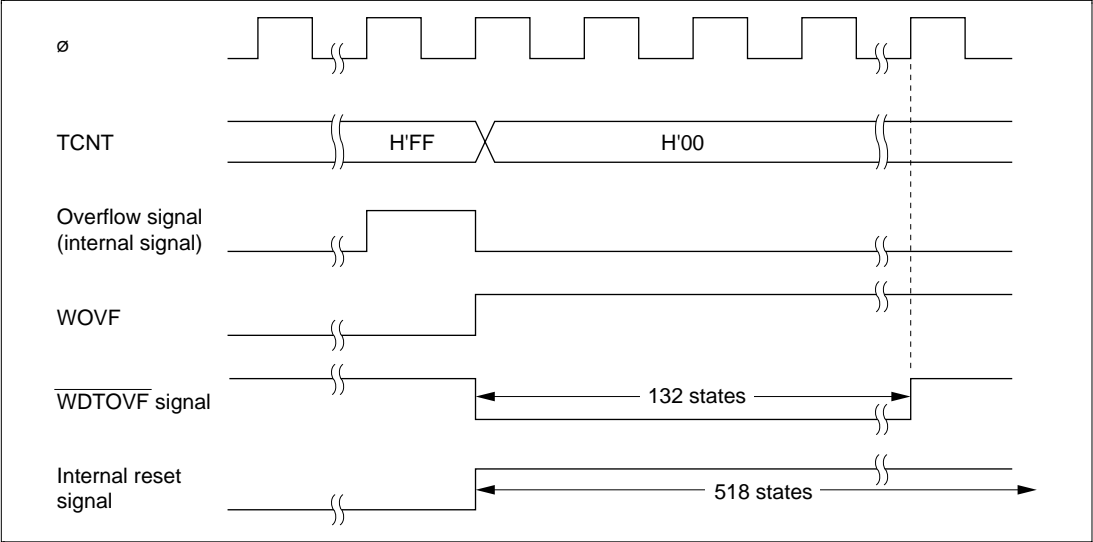 ø
TCNT
H'FF
H'00
Overflow signal
(internal signal)
WOVF
WDTOVF signal
132 states
Internal reset
signal
518 states